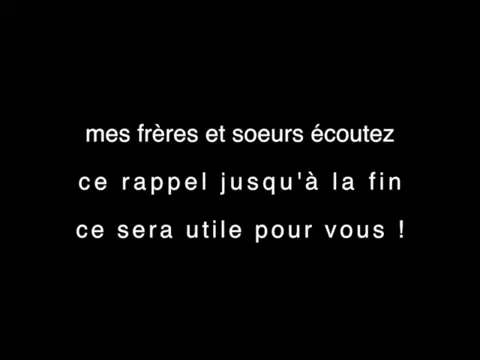 mes frères et soeurs écoutez
ce rappel jusqu'à la fin
ce sera utile pour vous !